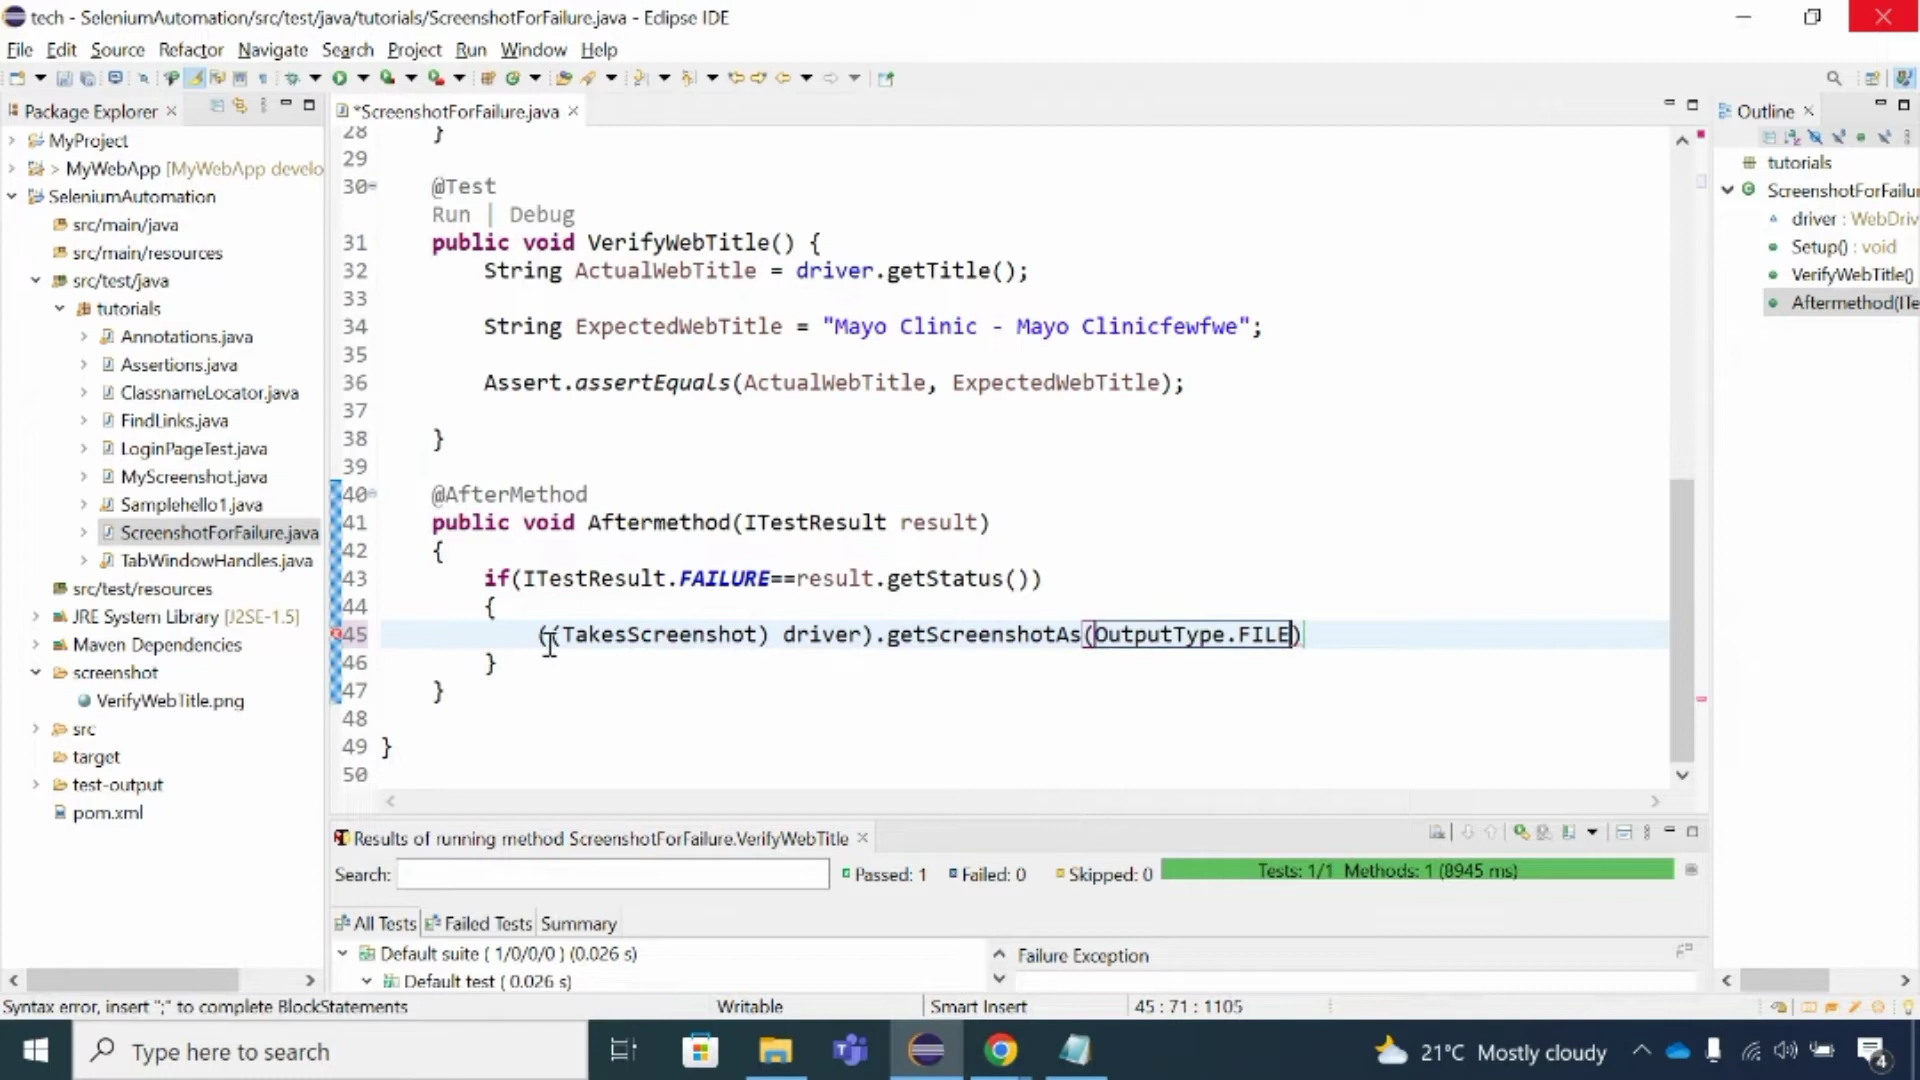 tech - SeleniumAutomation/src/test/java/tutorials/ScreenshotForFailure.java - Eclipse IDE
File Edit Source Refactor Navigate Search Project Run Window Help
Package Explorer
MyProject
> MyWebApp [MyWebApp develo
SeleniumAutomation
src/main/java
src/main/resources
src/test/java
tutorials
Annotations.java
Assertions.java
ClassnameLocator.java
FindLinks.java
LoginPageTest.java
MyScreenshot.java
Samplehello1.java
ScreenshotForFailure.java
TabWindowHandles.java
src/test/resources
JRE System Library [J2SE-1.5]
Maven Dependencies
screenshot
VerifyWebTitle.png
src
target
test-output
pom.xml
*ScreenshotForFailure.java
28 }
29
30 @Test
Run | Debug
31 public void VerifyWebTitle() {
32 String ActualWebTitle = driver.getTitle();
33
34 String ExpectedWebTitle = "Mayo Clinic - Mayo Clinicfewfwe";
35
36 Assert.assertEquals(ActualWebTitle, ExpectedWebTitle);
37
38 }
39
40 @AfterMethod
41 public void Aftermethod(ITestResult result)
42 {
43 if(ITestResult.FAILURE==result.getStatus())
44 {
45 ((TakesScreenshot) driver).getScreenshotAs(OutputType.FILE)
46 }
47 }
48
49 }
50
Outline
tutorials
ScreenshotForFailur
driver : WebDriv
Setup() : void
VerifyWebTitle()
Aftermethod(ITe
Results of running method ScreenshotForFailure.VerifyWebTitle
Search: Passed: 1 Failed: 0 Skipped: 0 Tests: 1/1 Methods: 1 (8945 ms)
All Tests Failed Tests Summary
Default suite ( 1/0/0/0 ) (0.026 s)
Default test ( 0.026 s)
Failure Exception
Syntax error, insert ";" to complete BlockStatements Writable Smart Insert 45 : 71 : 1105
Type here to search
21°C Mostly cloudy
4